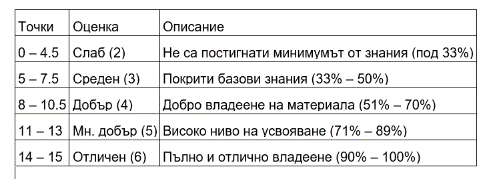 Точки Оценка Описание
0 – 4.5 Слаб (2) Не са постигнати минимумът от знания (под 33%)
5 – 7.5 Среден (3) Покрити базови знания (33% – 50%)
8 – 10.5 Добър (4) Добро владеене на материала (51% – 70%)
11 – 13 Мн. добър (5) Високо ниво на усвояване (71% – 89%)
14 – 15 Отличен (6) Пълно и отлично владеене (90% – 100%)